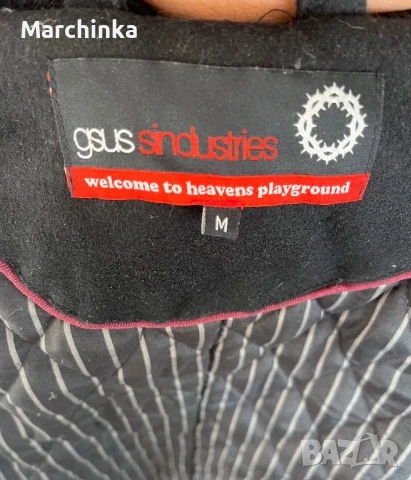 Marchinka
gsus sindustries
welcome to heavens playground
M
BAZAR